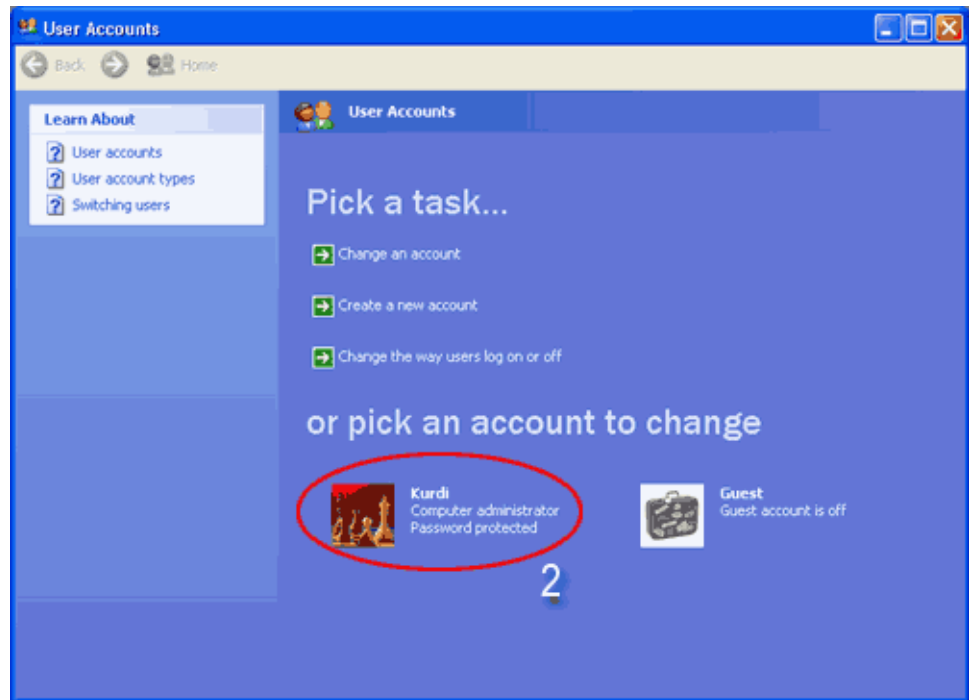 User Accounts
Back Home
Learn About
User accounts
User account types
Switching users
User Accounts
Pick a task...
Change an account
Create a new account
Change the way users log on or off
or pick an account to change
Kurdi
Computer administrator
Password protected
Guest
Guest account is off
2